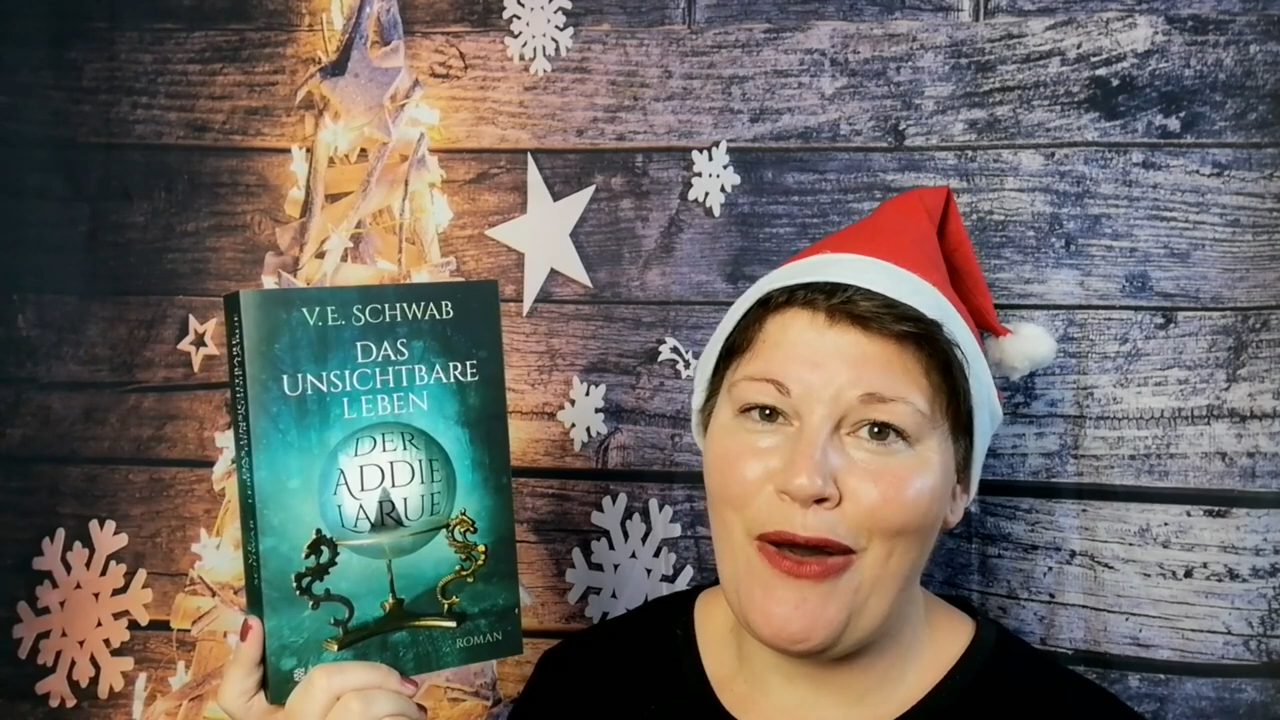 V. E. SCHWAB
DAS
UNSICHTBARE
LEBEN
DER
ADDIE
LARUE
ROMAN